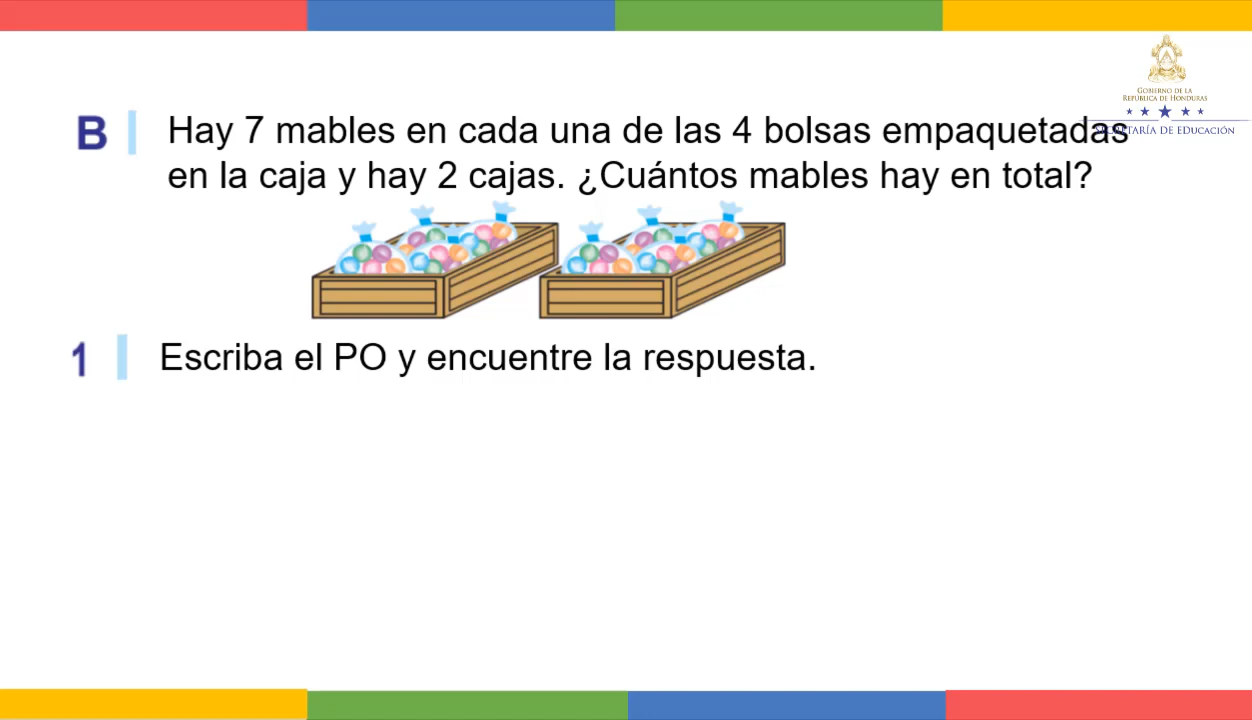 GOBIERNO DE LA
REPÚBLICA DE HONDURAS
SECRETARÍA DE EDUCACIÓN
B Hay 7 mables en cada una de las 4 bolsas empaquetadas
en la caja y hay 2 cajas. ¿Cuántos mables hay en total?
1 Escriba el PO y encuentre la respuesta.